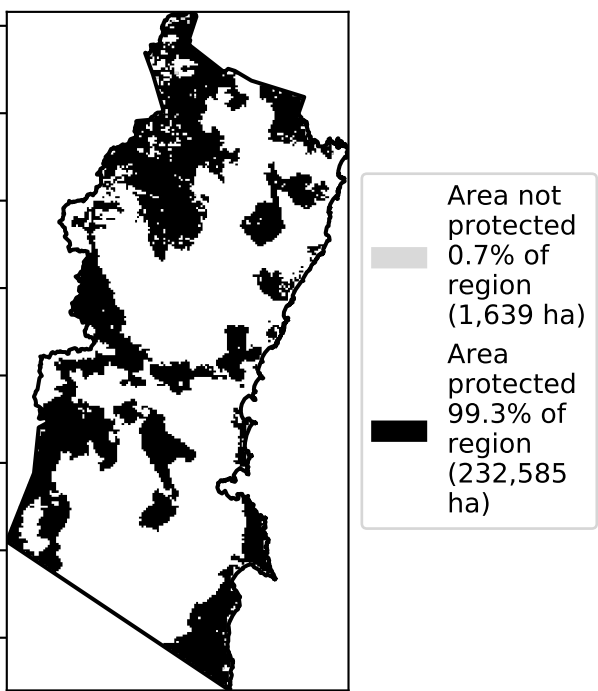 Area not
protected
0.7% of
region
(1,639 ha)
Area
protected
99.3% of
region
(232,585
ha)